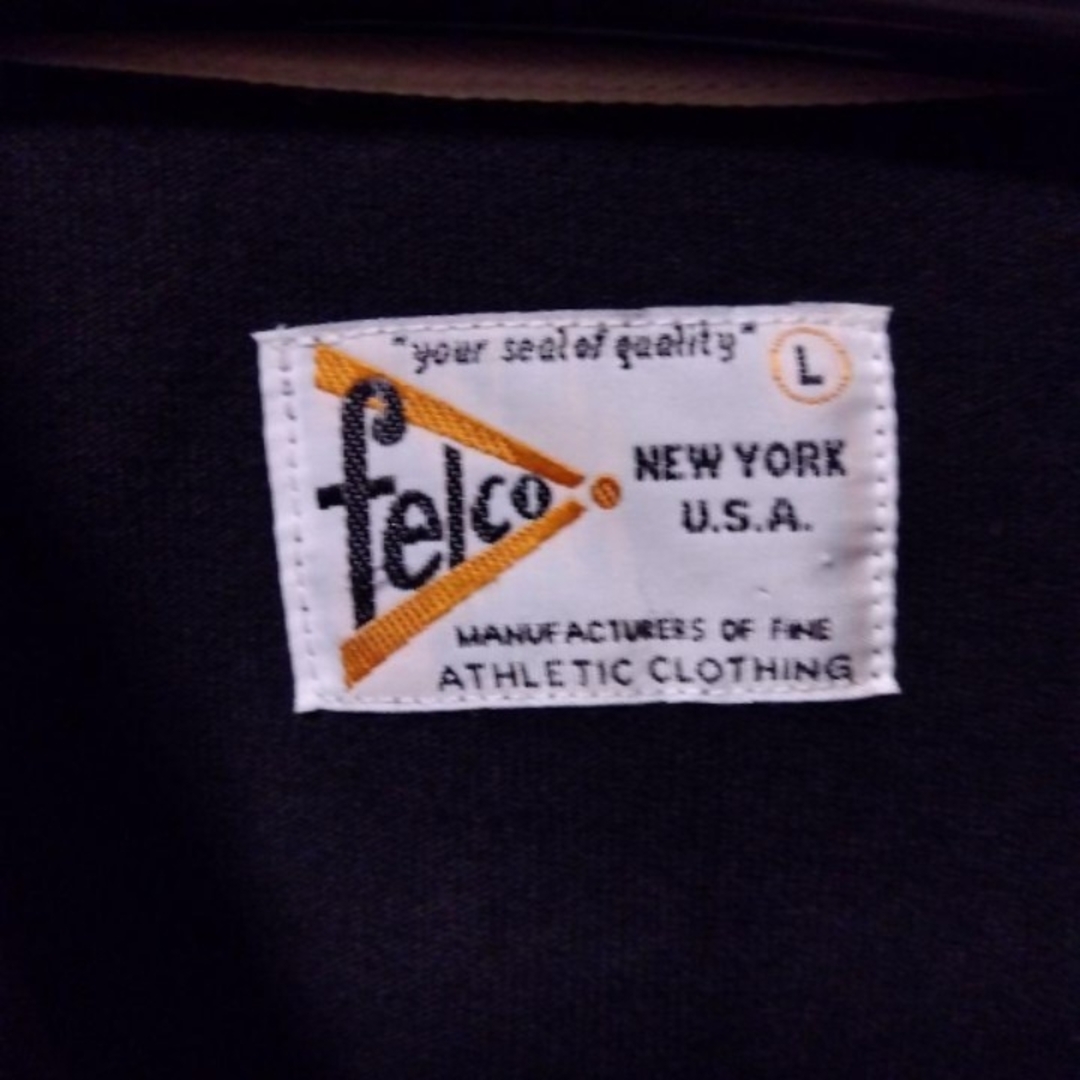 "your seal of quality"
L
felco
NEW YORK
U.S.A.
MANUFACTURERS OF FINE
ATHLETIC CLOTHING